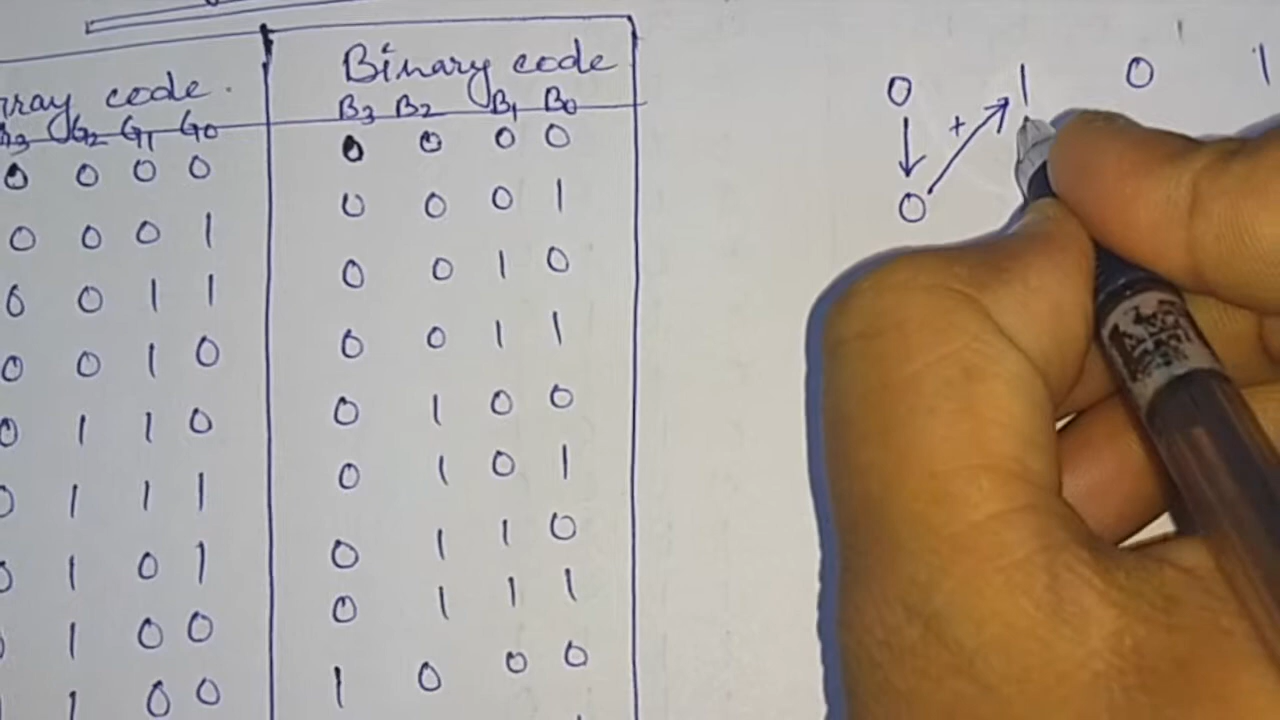 code.
Binary code
G2 G1 G0
B3 B2 B1 B0
0 0 0 0
0 0 0 0
0 0 0 1
0 0 0 1
0 0 1 1
0 0 1 0
0 0 1 0
0 0 1 1
0 1 1 0
0 1 0 0
0 1 1 1
0 1 0 1
0 1 0 1
0 1 1 0
1 0 0
0 1 1 1
1 0 0
1 0 0 0
0 1 0 1
+
0